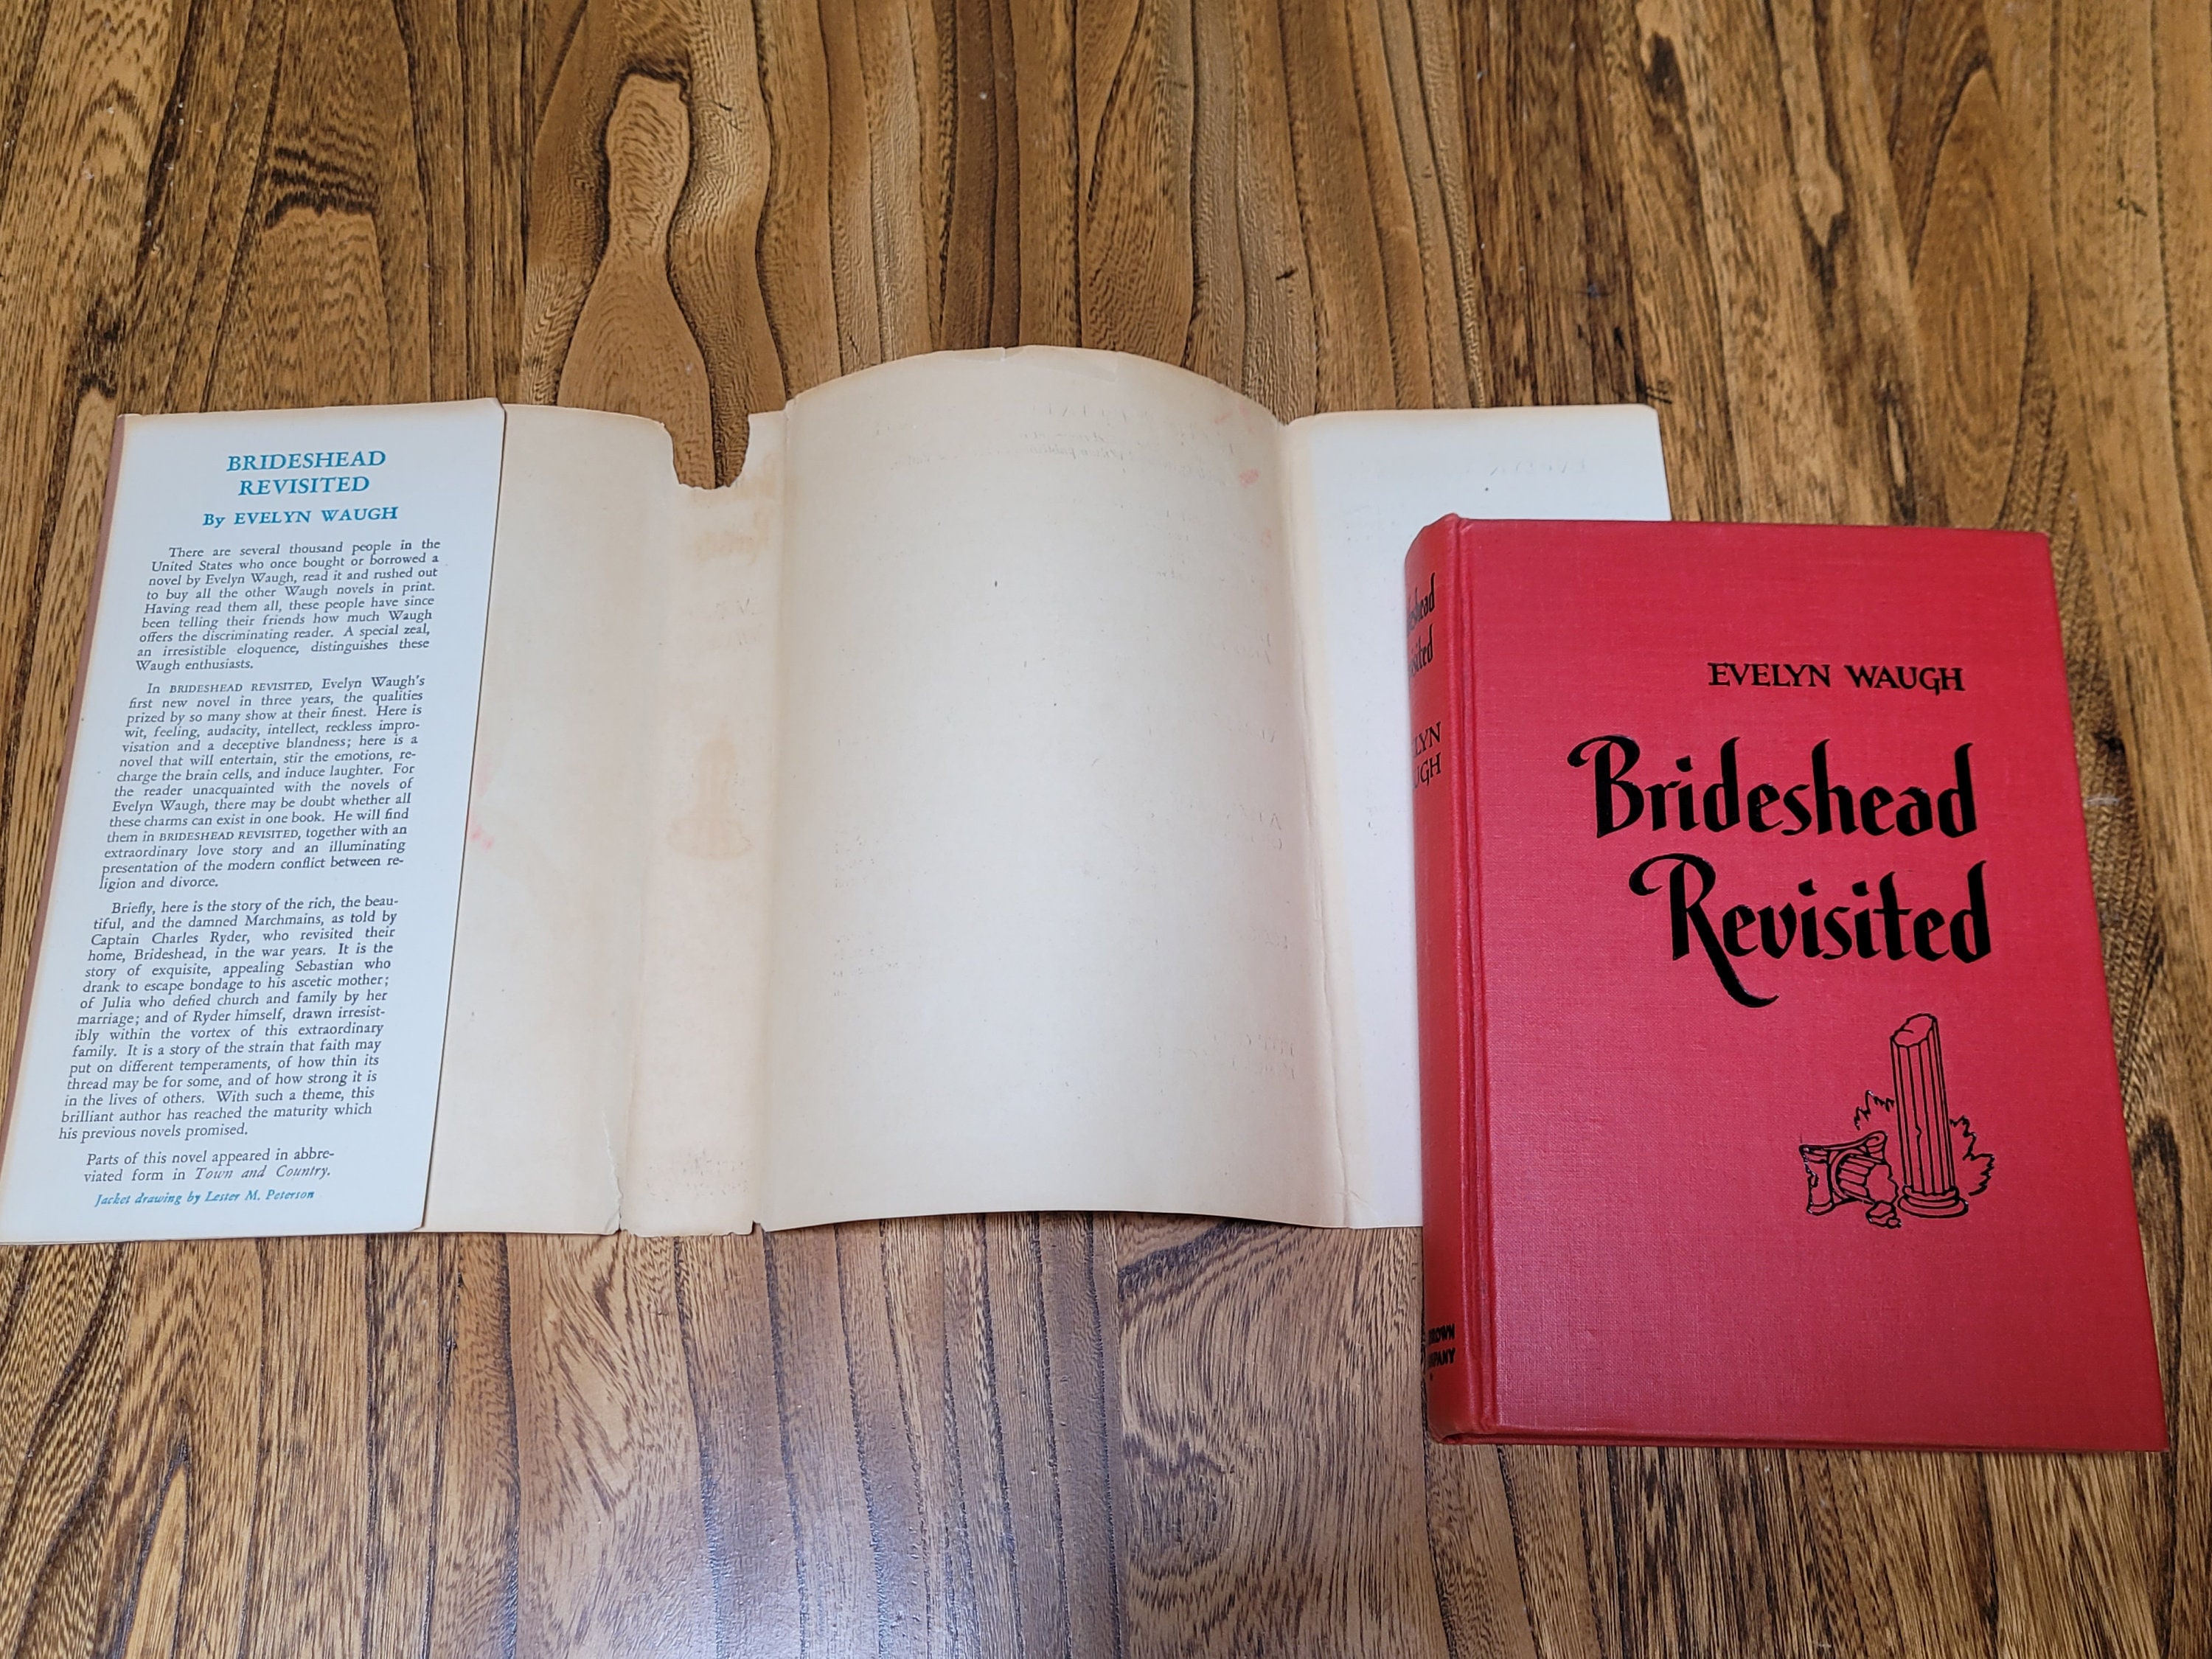 BRIDESHEAD
REVISITED
By EVELYN WAUGH
There are several thousand people in the
United States who once bought or borrowed a
novel by Evelyn Waugh, read it and rushed out
to buy all the other Waugh novels in print.
Having read them all, these people have since
been telling their friends how much Waugh
offers the discriminating reader. A special zeal,
an irresistible eloquence, distinguishes these
Waugh enthusiasts.
In BRIDESHEAD REVISITED, Evelyn Waugh's
first new novel in three years, the qualities
prized by so many show at their finest. Here is
wit, feeling, audacity, intellect, reckless impro-
visation and a deceptive blandness; here is a
novel that will entertain, stir the emotions, re-
charge the brain cells, and induce laughter. For
the reader unacquainted with the novels of
Evelyn Waugh, there may be doubt whether all
these charms can exist in one book. He will find
them in BRIDESHEAD REVISITED, together with an
extraordinary love story and an illuminating
presentation of the modern conflict between re-
ligion and divorce.
Briefly, here is the story of the rich, the beau-
tiful, and the damned Marchmains, as told by
Captain Charles Ryder, who revisited their
home, Brideshead, in the war years. It is the
story of exquisite, appealing Sebastian who
drank to escape bondage to his ascetic mother;
of Julia who defied church and family by her
marriage; and of Ryder himself, drawn irresist-
ibly within the vortex of this extraordinary
family. It is a story of the strain that faith may
put on different temperaments, of how thin its
thread may be for some, and of how strong it is
in the lives of others. With such a theme, this
brilliant author has reached the maturity which
his previous novels promised.
Parts of this novel appeared in abbre-
viated form in Town and Country.
Jacket drawing by Lester M. Peterson
EVELYN WAUGH
Brideshead
Revisited